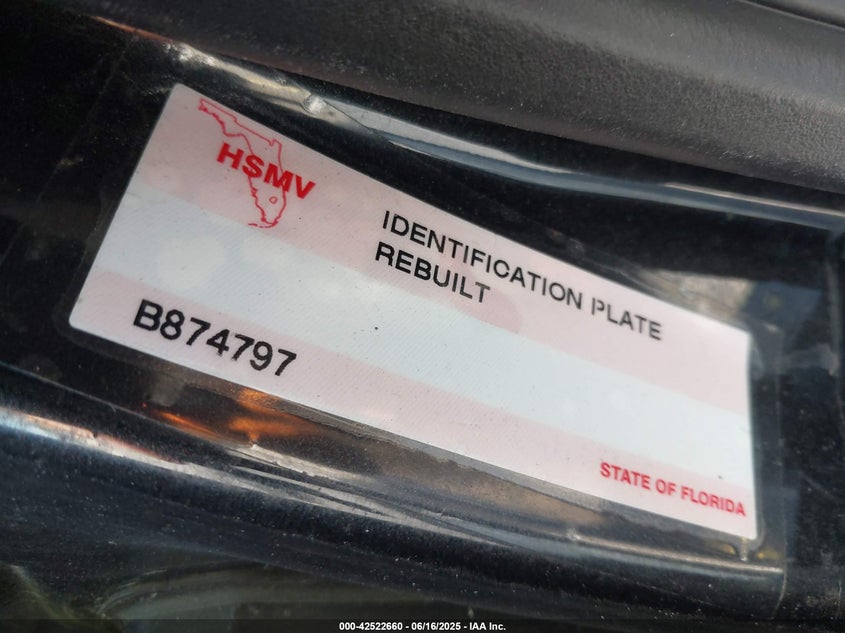 HSMV
IDENTIFICATION PLATE
REBUILT
B874797
STATE OF FLORIDA
000-42522660 - 06/16/2025 - IAA Inc.